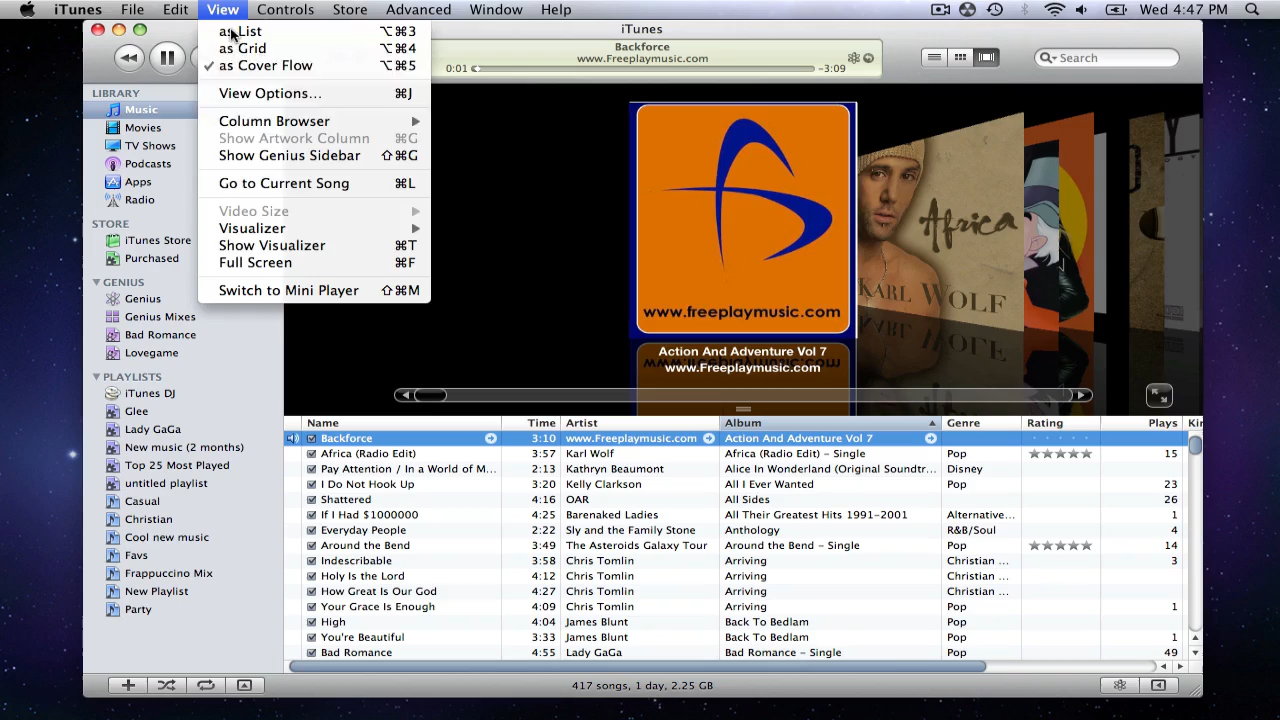 iTunes File Edit View Controls Store Advanced Window Help Wed 4:47 PM
iTunes
as List ⌥⌘3
as Grid ⌥⌘4
✓ as Cover Flow ⌥⌘5
View Options... ⌘J
Column Browser
Show Artwork Column ⌘G
Show Genius Sidebar ⇧⌘G
Go to Current Song ⌘L
Video Size
Visualizer
Show Visualizer ⌘T
Full Screen ⌘F
Switch to Mini Player ⇧⌘M
Backforce
www.Freeplaymusic.com
0:01 -3:09
Search
LIBRARY
Music
Movies
TV Shows
Podcasts
Apps
Radio
STORE
iTunes Store
Purchased
GENIUS
Genius
Genius Mixes
Bad Romance
Lovegame
PLAYLISTS
iTunes DJ
Glee
Lady GaGa
New music (2 months)
Top 25 Most Played
untitled playlist
Casual
Christian
Cool new music
Favs
Frappuccino Mix
New Playlist
Party
www.freeplaymusic.com
Africa
KARL WOLF
Action And Adventure Vol 7
www.Freeplaymusic.com
Name Time Artist Album Genre Rating Plays Kin
Backforce 3:10 www.Freeplaymusic.com Action And Adventure Vol 7
Africa (Radio Edit) 3:57 Karl Wolf Africa (Radio Edit) – Single Pop ★★★★★ 15
Pay Attention / In a World of M... 2:13 Kathryn Beaumont Alice In Wonderland (Original Soundtr... Disney
I Do Not Hook Up 3:20 Kelly Clarkson All I Ever Wanted Pop 23
Shattered 4:16 OAR All Sides 26
If I Had $1000000 4:25 Barenaked Ladies All Their Greatest Hits 1991–2001 Alternative... 1
Everyday People 2:22 Sly and the Family Stone Anthology R&B/Soul 4
Around the Bend 3:49 The Asteroids Galaxy Tour Around the Bend – Single Pop ★★★★★ 14
Indescribable 3:58 Chris Tomlin Arriving Christian ... 3
Holy Is the Lord 4:12 Chris Tomlin Arriving Christian ...
How Great Is Our God 4:27 Chris Tomlin Arriving Christian ...
Your Grace Is Enough 4:09 Chris Tomlin Arriving Pop 1
High 4:04 James Blunt Back To Bedlam Pop
You're Beautiful 3:33 James Blunt Back To Bedlam Pop 1
Bad Romance 4:55 Lady GaGa Bad Romance – Single Pop 49
417 songs, 1 day, 2.25 GB